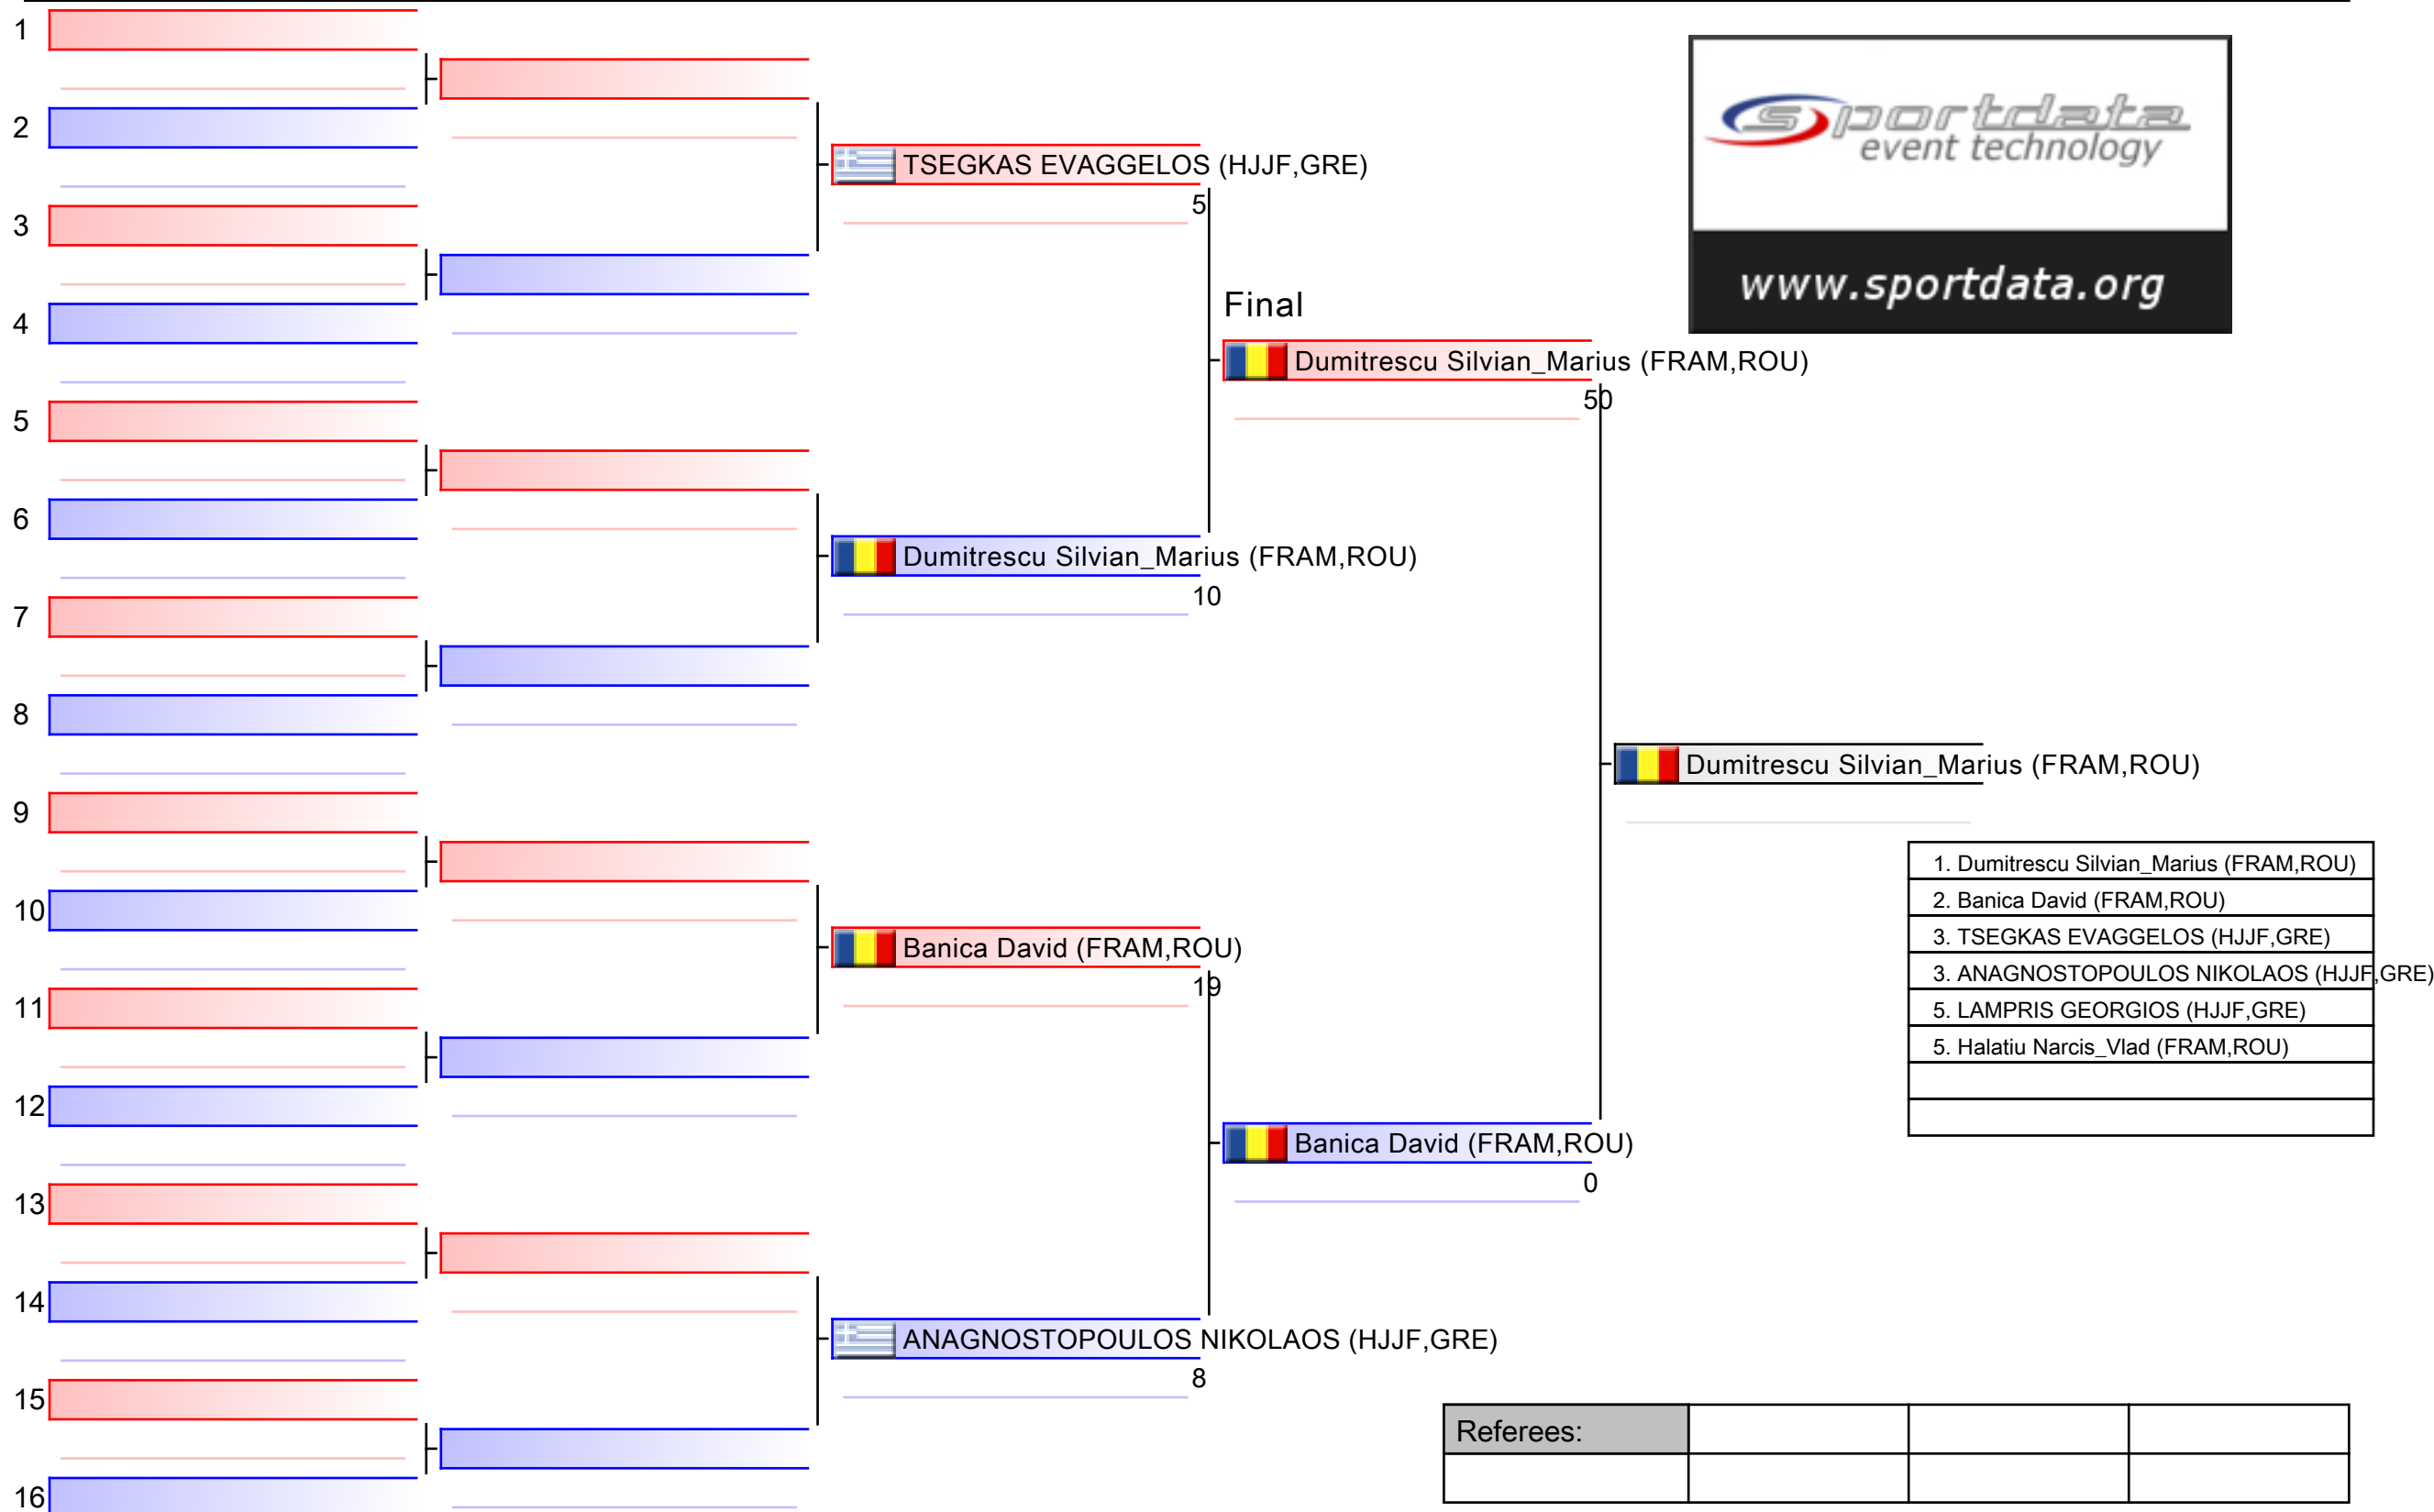 1
2
3
4
5
6
7
8
9
10
11
12
13
14
15
16
TSEGKAS EVAGGELOS (HJJF,GRE)
5
Dumitrescu Silvian_Marius (FRAM,ROU)
10
Banica David (FRAM,ROU)
19
ANAGNOSTOPOULOS NIKOLAOS (HJJF,GRE)
8
Final
Dumitrescu Silvian_Marius (FRAM,ROU)
50
Banica David (FRAM,ROU)
0
Dumitrescu Silvian_Marius (FRAM,ROU)
sportdata
event technology
www.sportdata.org
1. Dumitrescu Silvian_Marius (FRAM,ROU)
2. Banica David (FRAM,ROU)
3. TSEGKAS EVAGGELOS (HJJF,GRE)
3. ANAGNOSTOPOULOS NIKOLAOS (HJJF,GRE)
5. LAMPRIS GEORGIOS (HJJF,GRE)
5. Halatiu Narcis_Vlad (FRAM,ROU)
Referees: